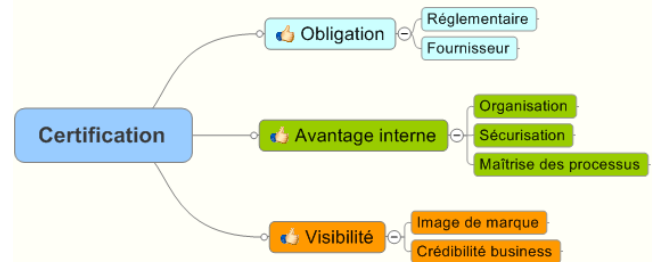 Certification
Obligation
Réglementaire
Fournisseur
Avantage interne
Organisation
Sécurisation
Maîtrise des processus
Visibilité
Image de marque
Crédibilité business